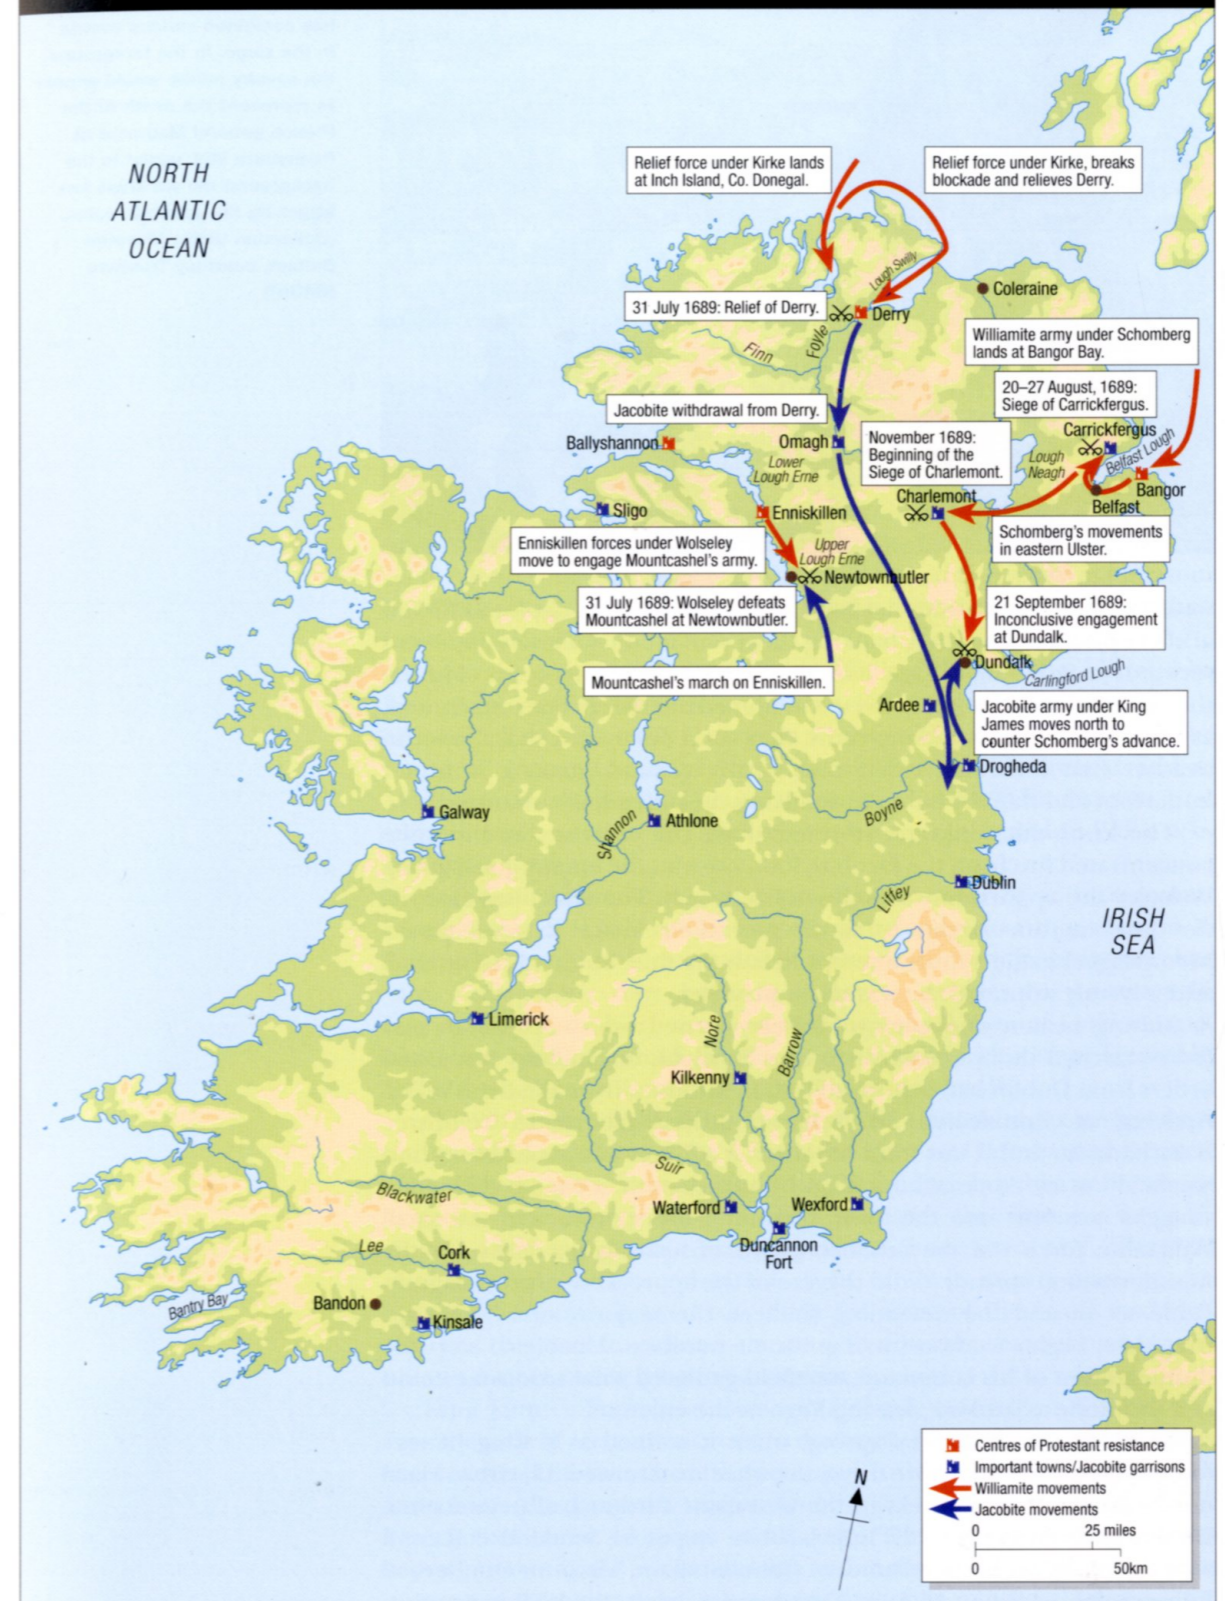 NORTH
ATLANTIC
OCEAN
Relief force under Kirke lands
at Inch Island, Co. Donegal.
Relief force under Kirke, breaks
blockade and relieves Derry.
Lough Swilly
Coleraine
31 July 1689: Relief of Derry.
Derry
Foyle
Finn
Williamite army under Schomberg
lands at Bangor Bay.
20–27 August, 1689:
Siege of Carrickfergus.
Jacobite withdrawal from Derry.
Carrickfergus
Ballyshannon
Omagh
November 1689:
Beginning of the
Siege of Charlemont.
Lough
Neagh
Belfast Lough
Lower
Lough Erne
Bangor
Belfast
Charlemont
Sligo
Enniskillen
Enniskillen forces under Wolseley
move to engage Mountcashel's army.
Upper
Lough Erne
Schomberg's movements
in eastern Ulster.
Newtownbutler
31 July 1689: Wolseley defeats
Mountcashel at Newtownbutler.
21 September 1689:
Inconclusive engagement
at Dundalk.
Dundalk
Carlingford Lough
Mountcashel's march on Enniskillen.
Ardee
Jacobite army under King
James moves north to
counter Schomberg's advance.
Drogheda
Boyne
Galway
Shannon
Athlone
Liffey
Dublin
IRISH
SEA
Limerick
Nore
Barrow
Kilkenny
Suir
Blackwater
Waterford
Wexford
Duncannon
Fort
Lee
Cork
Bantry Bay
Bandon
Kinsale
N
Centres of Protestant resistance
Important towns/Jacobite garrisons
Williamite movements
Jacobite movements
0
25 miles
0
50km